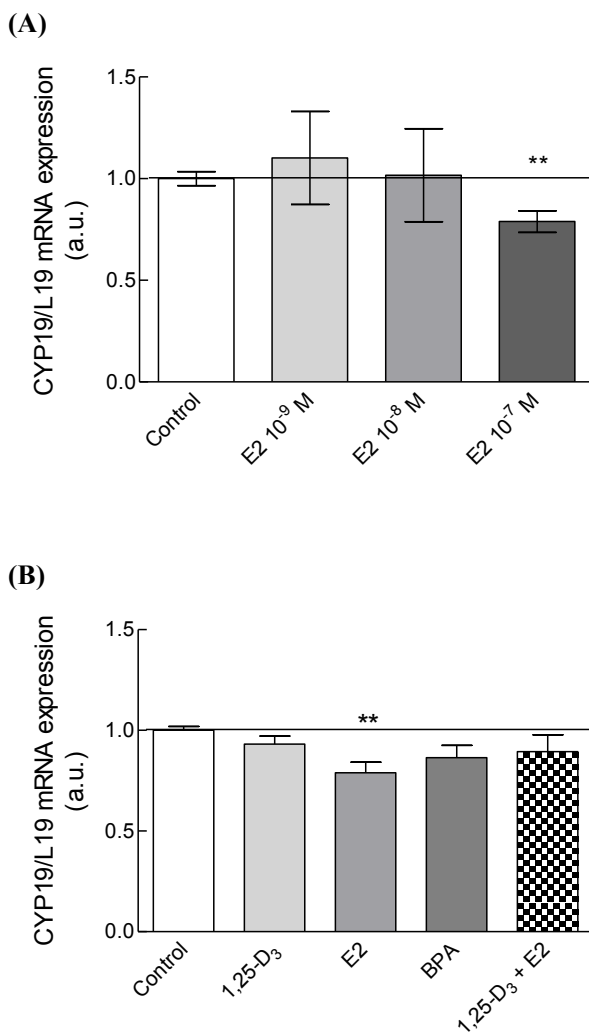 (A)
CYP19/L19 mRNA expression
(a.u.)
1.5
1.0
0.5
0.0
**
Control
E2 10⁻⁹ M
E2 10⁻⁸ M
E2 10⁻⁷ M
(B)
CYP19/L19 mRNA expression
(a.u.)
1.5
1.0
0.5
0.0
**
Control
1,25-D₃
E2
BPA
1,25-D₃ + E2